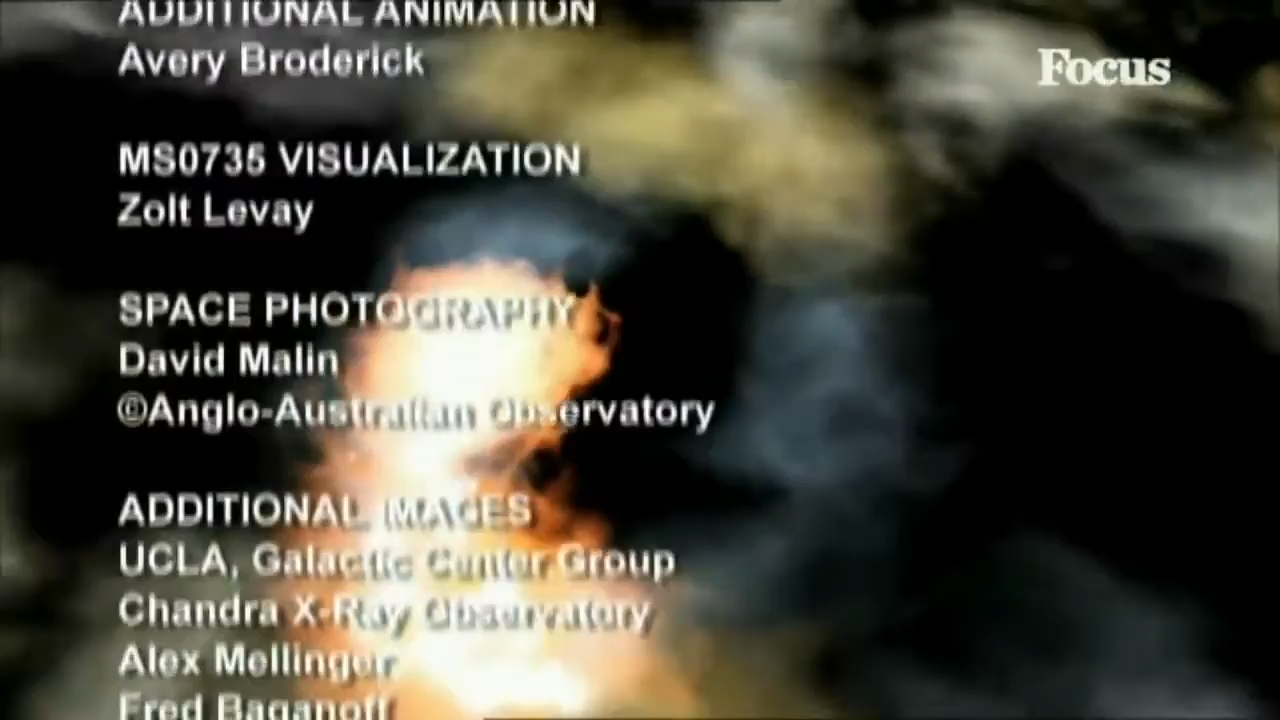 ADDITIONAL ANIMATION
Avery Broderick
Focus
MS0735 VISUALIZATION
Zolt Levay
SPACE PHOTOGRAPHY
David Malin
©Anglo-Australian Observatory
ADDITIONAL IMAGES
UCLA, Galactic Center Group
Chandra X-Ray Observatory
Alex Mellinger
Fred Baganoff